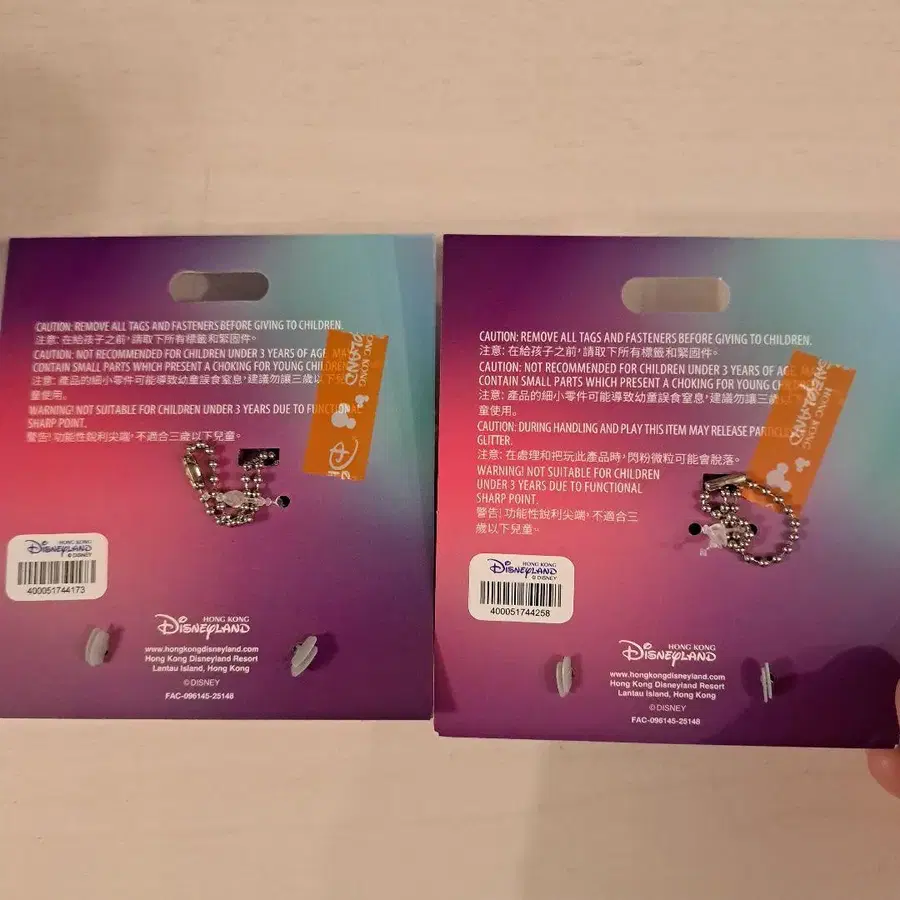 CAUTION: REMOVE ALL TAGS AND FASTENERS BEFORE GIVING TO CHILDREN.
注意: 在給孩子之前, 請取下所有標籤和緊固件。
CAUTION: NOT RECOMMENDED FOR CHILDREN UNDER 3 YEARS OF AGE. MAY
CONTAIN SMALL PARTS WHICH PRESENT A CHOKING FOR YOUNG CHILDREN
注意: 產品的細小零件可能導致幼童誤食窒息, 建議勿讓三歲以下兒
童使用。
WARNING! NOT SUITABLE FOR CHILDREN UNDER 3 YEARS DUE TO FUNCTIONAL
SHARP POINT.
警告! 功能性銳利尖端, 不適合三歲以下兒童。
HONG KONG
DISNEYLAND
© DISNEY
400051744173
HONG KONG
DISNEYLAND
www.hongkongdisneyland.com
Hong Kong Disneyland Resort
Lantau Island, Hong Kong
© DISNEY
FAC-096145-25148
CAUTION: REMOVE ALL TAGS AND FASTENERS BEFORE GIVING TO CHILDREN.
注意: 在給孩子之前, 請取下所有標籤和緊固件。
CAUTION: NOT RECOMMENDED FOR CHILDREN UNDER 3 YEARS OF AGE.
CONTAIN SMALL PARTS WHICH PRESENT A CHOKING FOR YOUNG
注意: 產品的細小零件可能導致幼童誤食窒息, 建議勿讓三歲以下兒
童使用。
CAUTION: DURING HANDLING AND PLAY THIS ITEM MAY RELEASE
GLITTER.
注意: 在處理和把玩此產品時, 閃粉微粒可能會脫落。
WARNING! NOT SUITABLE FOR CHILDREN
UNDER 3 YEARS DUE TO FUNCTIONAL
SHARP POINT.
警告! 功能性銳利尖端, 不適合三
歲以下兒童。
HONG KONG
DISNEYLAND
HONG KONG
DISNEYLAND
© DISNEY
400051744258
HONG KONG
DISNEYLAND
www.hongkongdisneyland.com
Hong Kong Disneyland Resort
Lantau Island, Hong Kong
© DISNEY
FAC-096145-25148